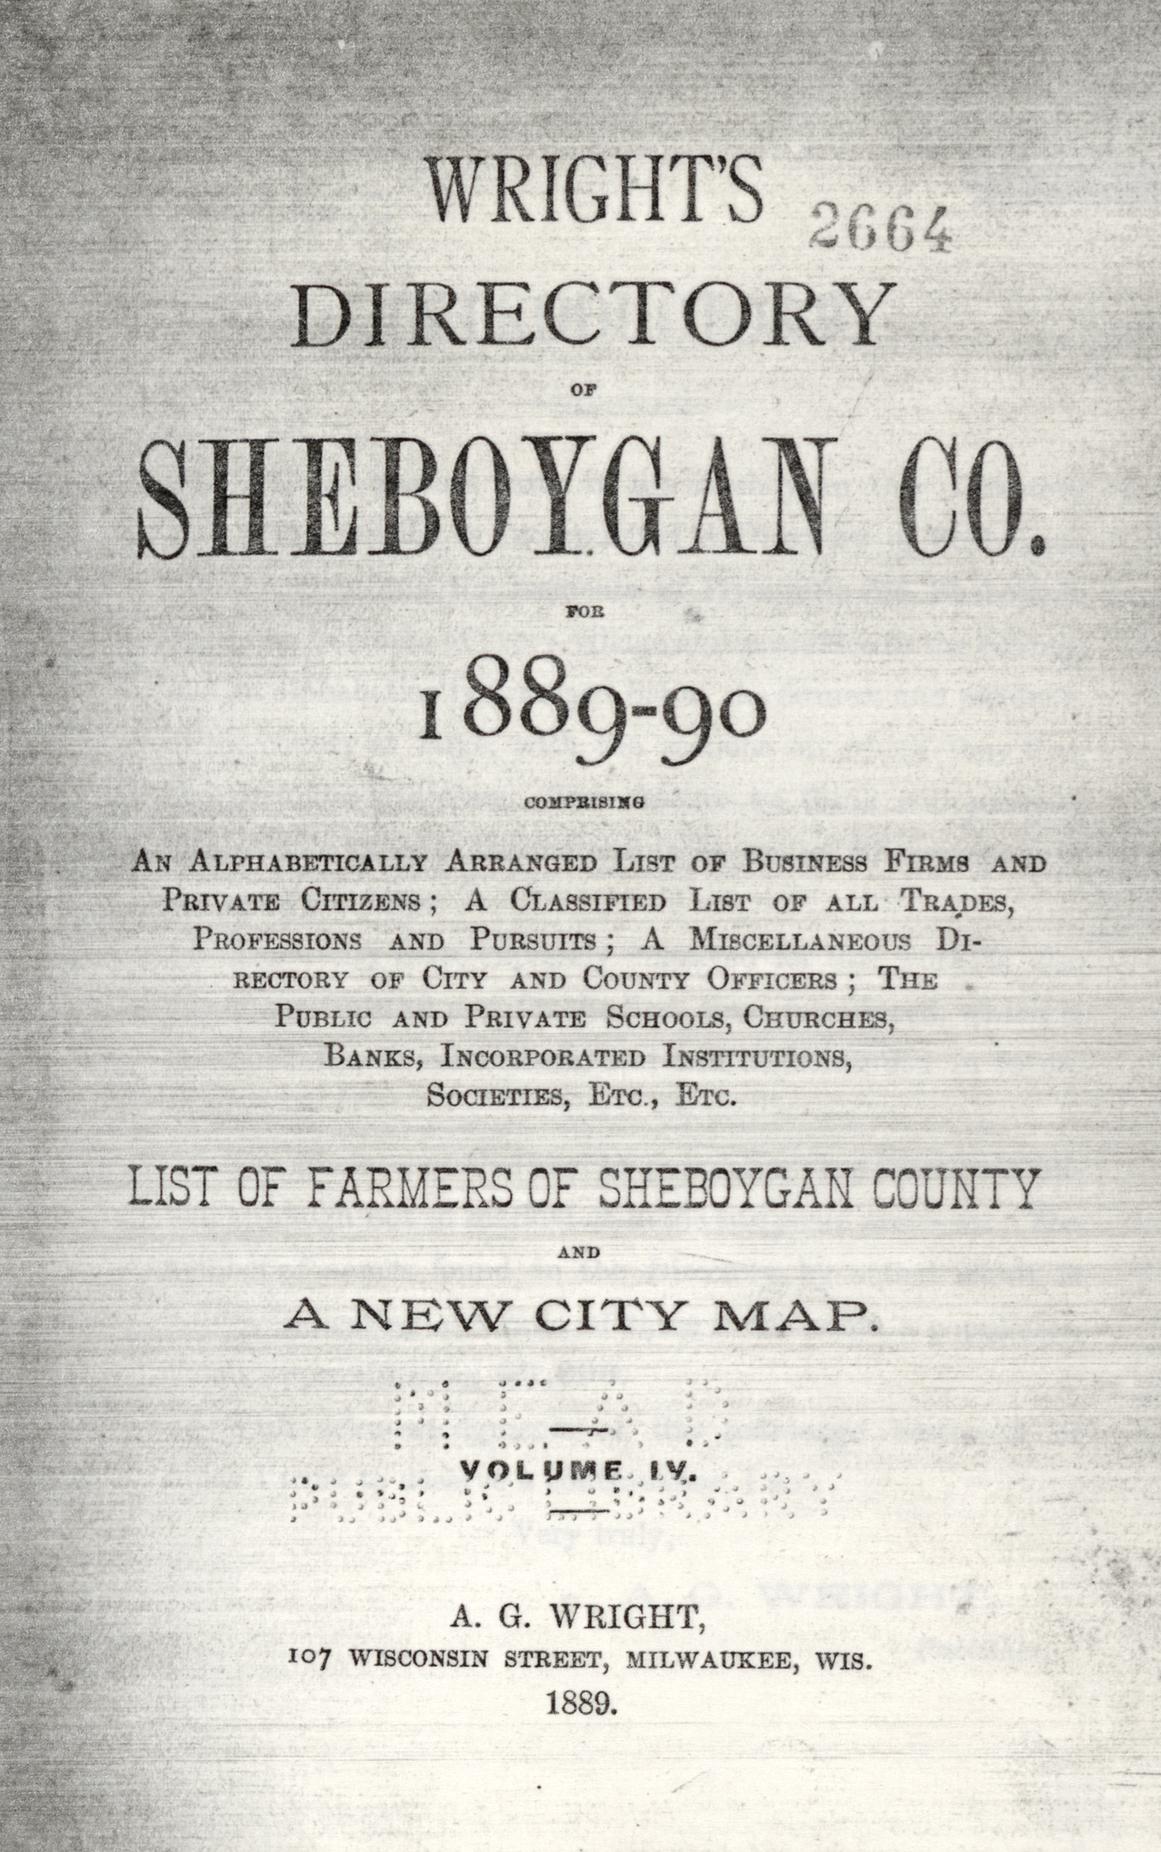 WRIGHT'S
2664
DIRECTORY
OF
SHEBOYGAN CO.
FOR
1889-90
COMPRISING
An Alphabetically Arranged List of Business Firms and
Private Citizens; A Classified List of all Trades,
Professions and Pursuits; A Miscellaneous Di-
rectory of City and County Officers; The
Public and Private Schools, Churches,
Banks, Incorporated Institutions,
Societies, Etc., Etc.
LIST OF FARMERS OF SHEBOYGAN COUNTY
AND
A NEW CITY MAP.
MEAD
VOLUME IV.
PUBLIC LIBRARY
A. G. WRIGHT,
107 WISCONSIN STREET, MILWAUKEE, WIS.
1889.